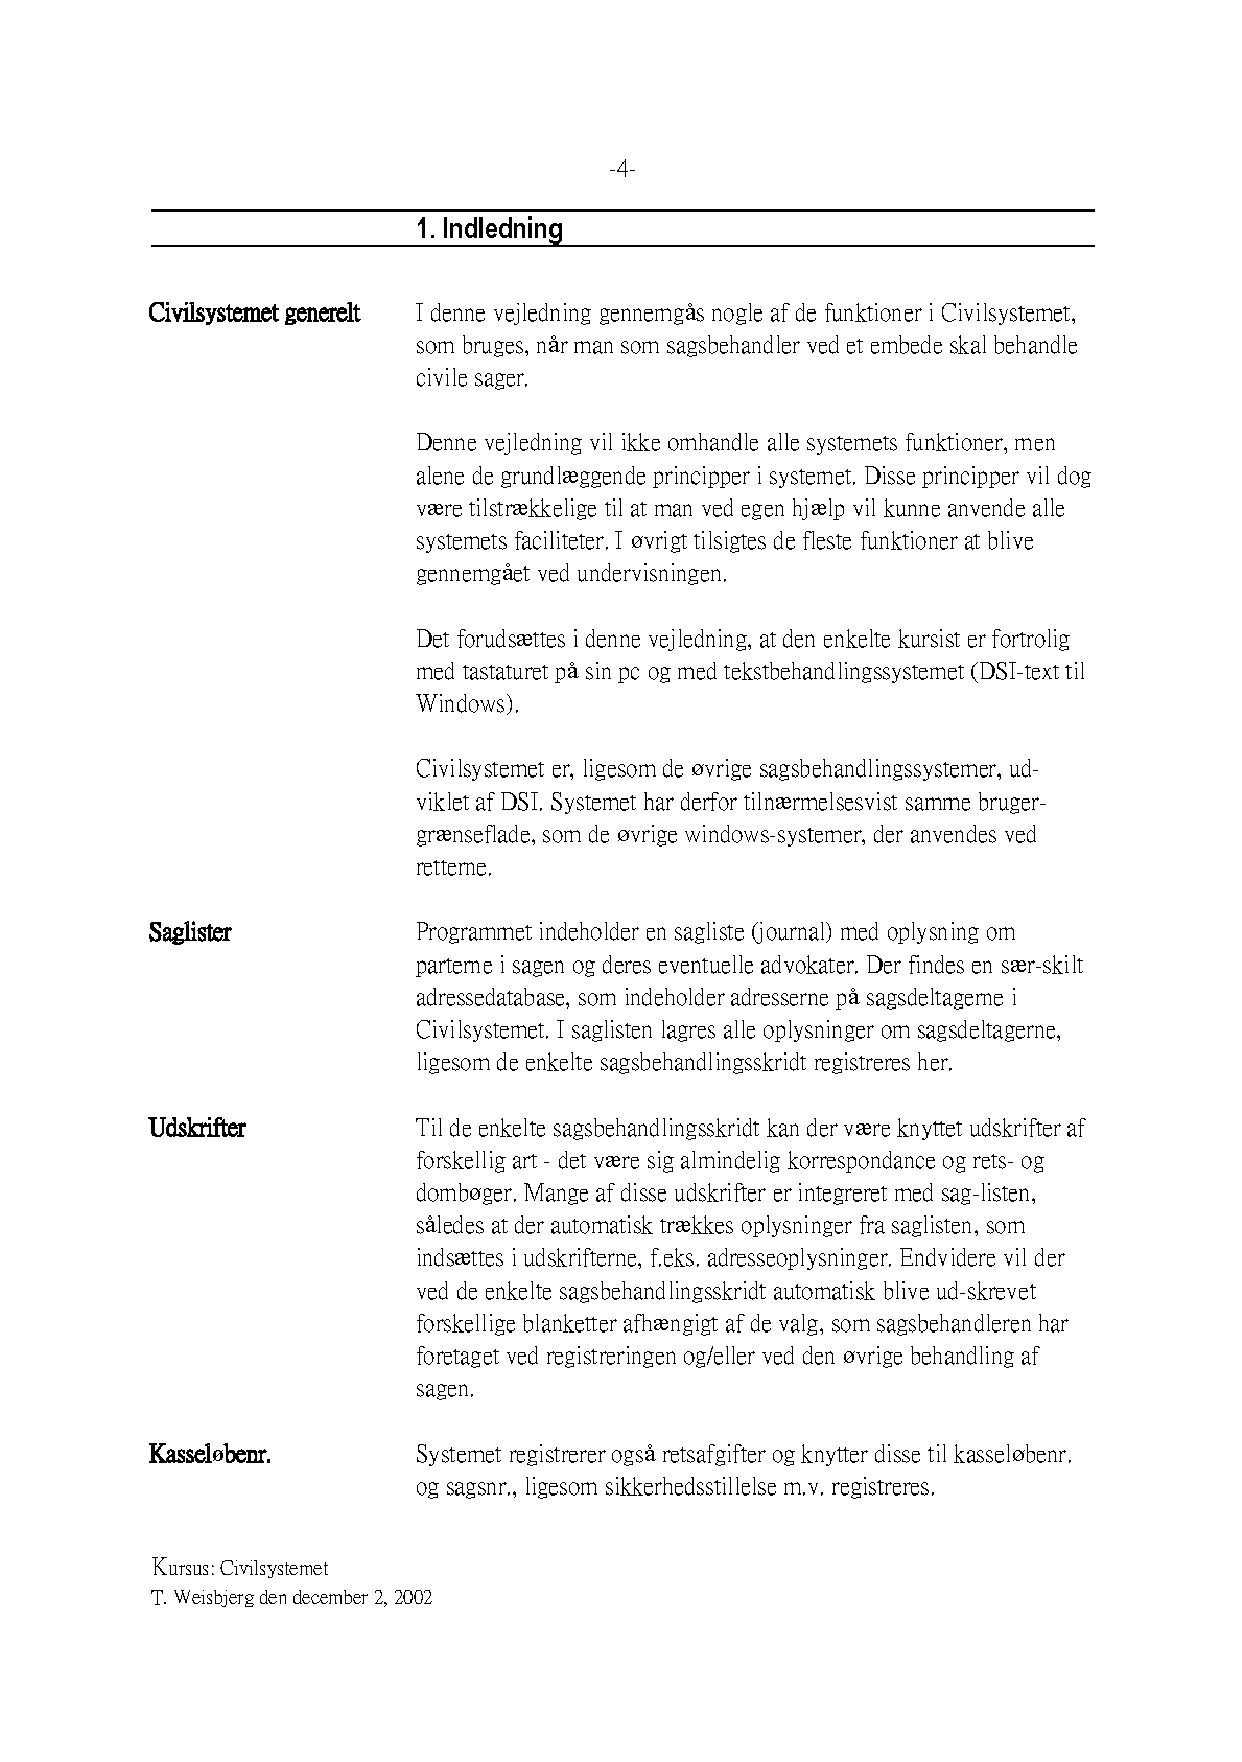 -4-
1. Indledning
Civilsystemet generelt I denne vejledning gennemgås nogle af de funktioner i Civilsystemet,
som bruges, når man som sagsbehandler ved et embede skal behandle
civile sager.
Denne vejledning vil ikke omhandle alle systemets funktioner, men
alene de grundlæggende principper i systemet. Disse principper vil dog
være tilstrækkelige til at man ved egen hjælp vil kunne anvende alle
systemets faciliteter. I øvrigt tilsigtes de fleste funktioner at blive
gennemgået ved undervisningen.
Det forudsættes i denne vejledning, at den enkelte kursist er fortrolig
med tastaturet på sin pc og med tekstbehandlingssystemet (DSI-text til
Windows).
Civilsystemet er, ligesom de øvrige sagsbehandlingssystemer, ud-
viklet af DSI. Systemet har derfor tilnærmelsesvist samme bruger-
grænseflade, som de øvrige windows-systemer, der anvendes ved
retterne.
Saglister Programmet indeholder en sagliste (journal) med oplysning om
parterne i sagen og deres eventuelle advokater. Der findes en sær-skilt
adressedatabase, som indeholder adresserne på sagsdeltagerne i
Civilsystemet. I saglisten lagres alle oplysninger om sagsdeltagerne,
ligesom de enkelte sagsbehandlingsskridt registreres her.
Udskrifter Til de enkelte sagsbehandlingsskridt kan der være knyttet udskrifter af
forskellig art - det være sig almindelig korrespondance og rets- og
dombøger. Mange af disse udskrifter er integreret med sag-listen,
således at der automatisk trækkes oplysninger fra saglisten, som
indsættes i udskrifterne, f.eks. adresseoplysninger. Endvidere vil der
ved de enkelte sagsbehandlingsskridt automatisk blive ud-skrevet
forskellige blanketter afhængigt af de valg, som sagsbehandleren har
foretaget ved registreringen og/eller ved den øvrige behandling af
sagen.
Kasseløbenr. Systemet registrerer også retsafgifter og knytter disse til kasseløbenr.
og sagsnr., ligesom sikkerhedsstillelse m.v. registreres.
Kursus: Civilsystemet
T. Weisbjerg den december 2, 2002